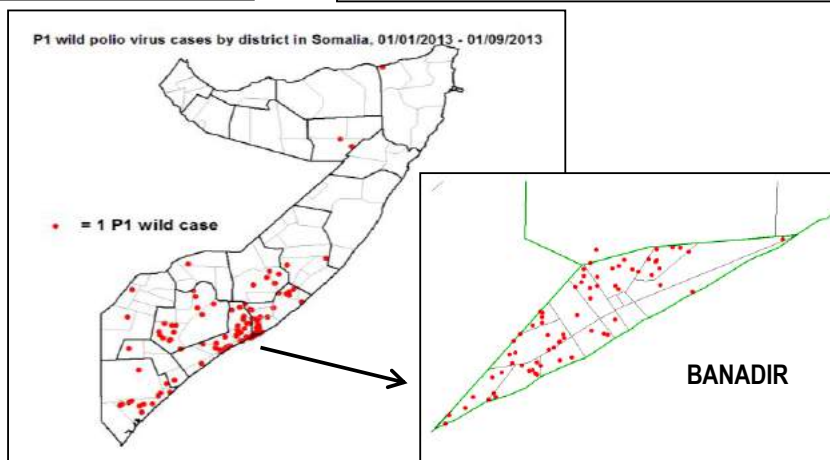 P1 wild polio virus cases by district in Somalia, 01/01/2013 - 01/09/2013
= 1 P1 wild case
BANADIR